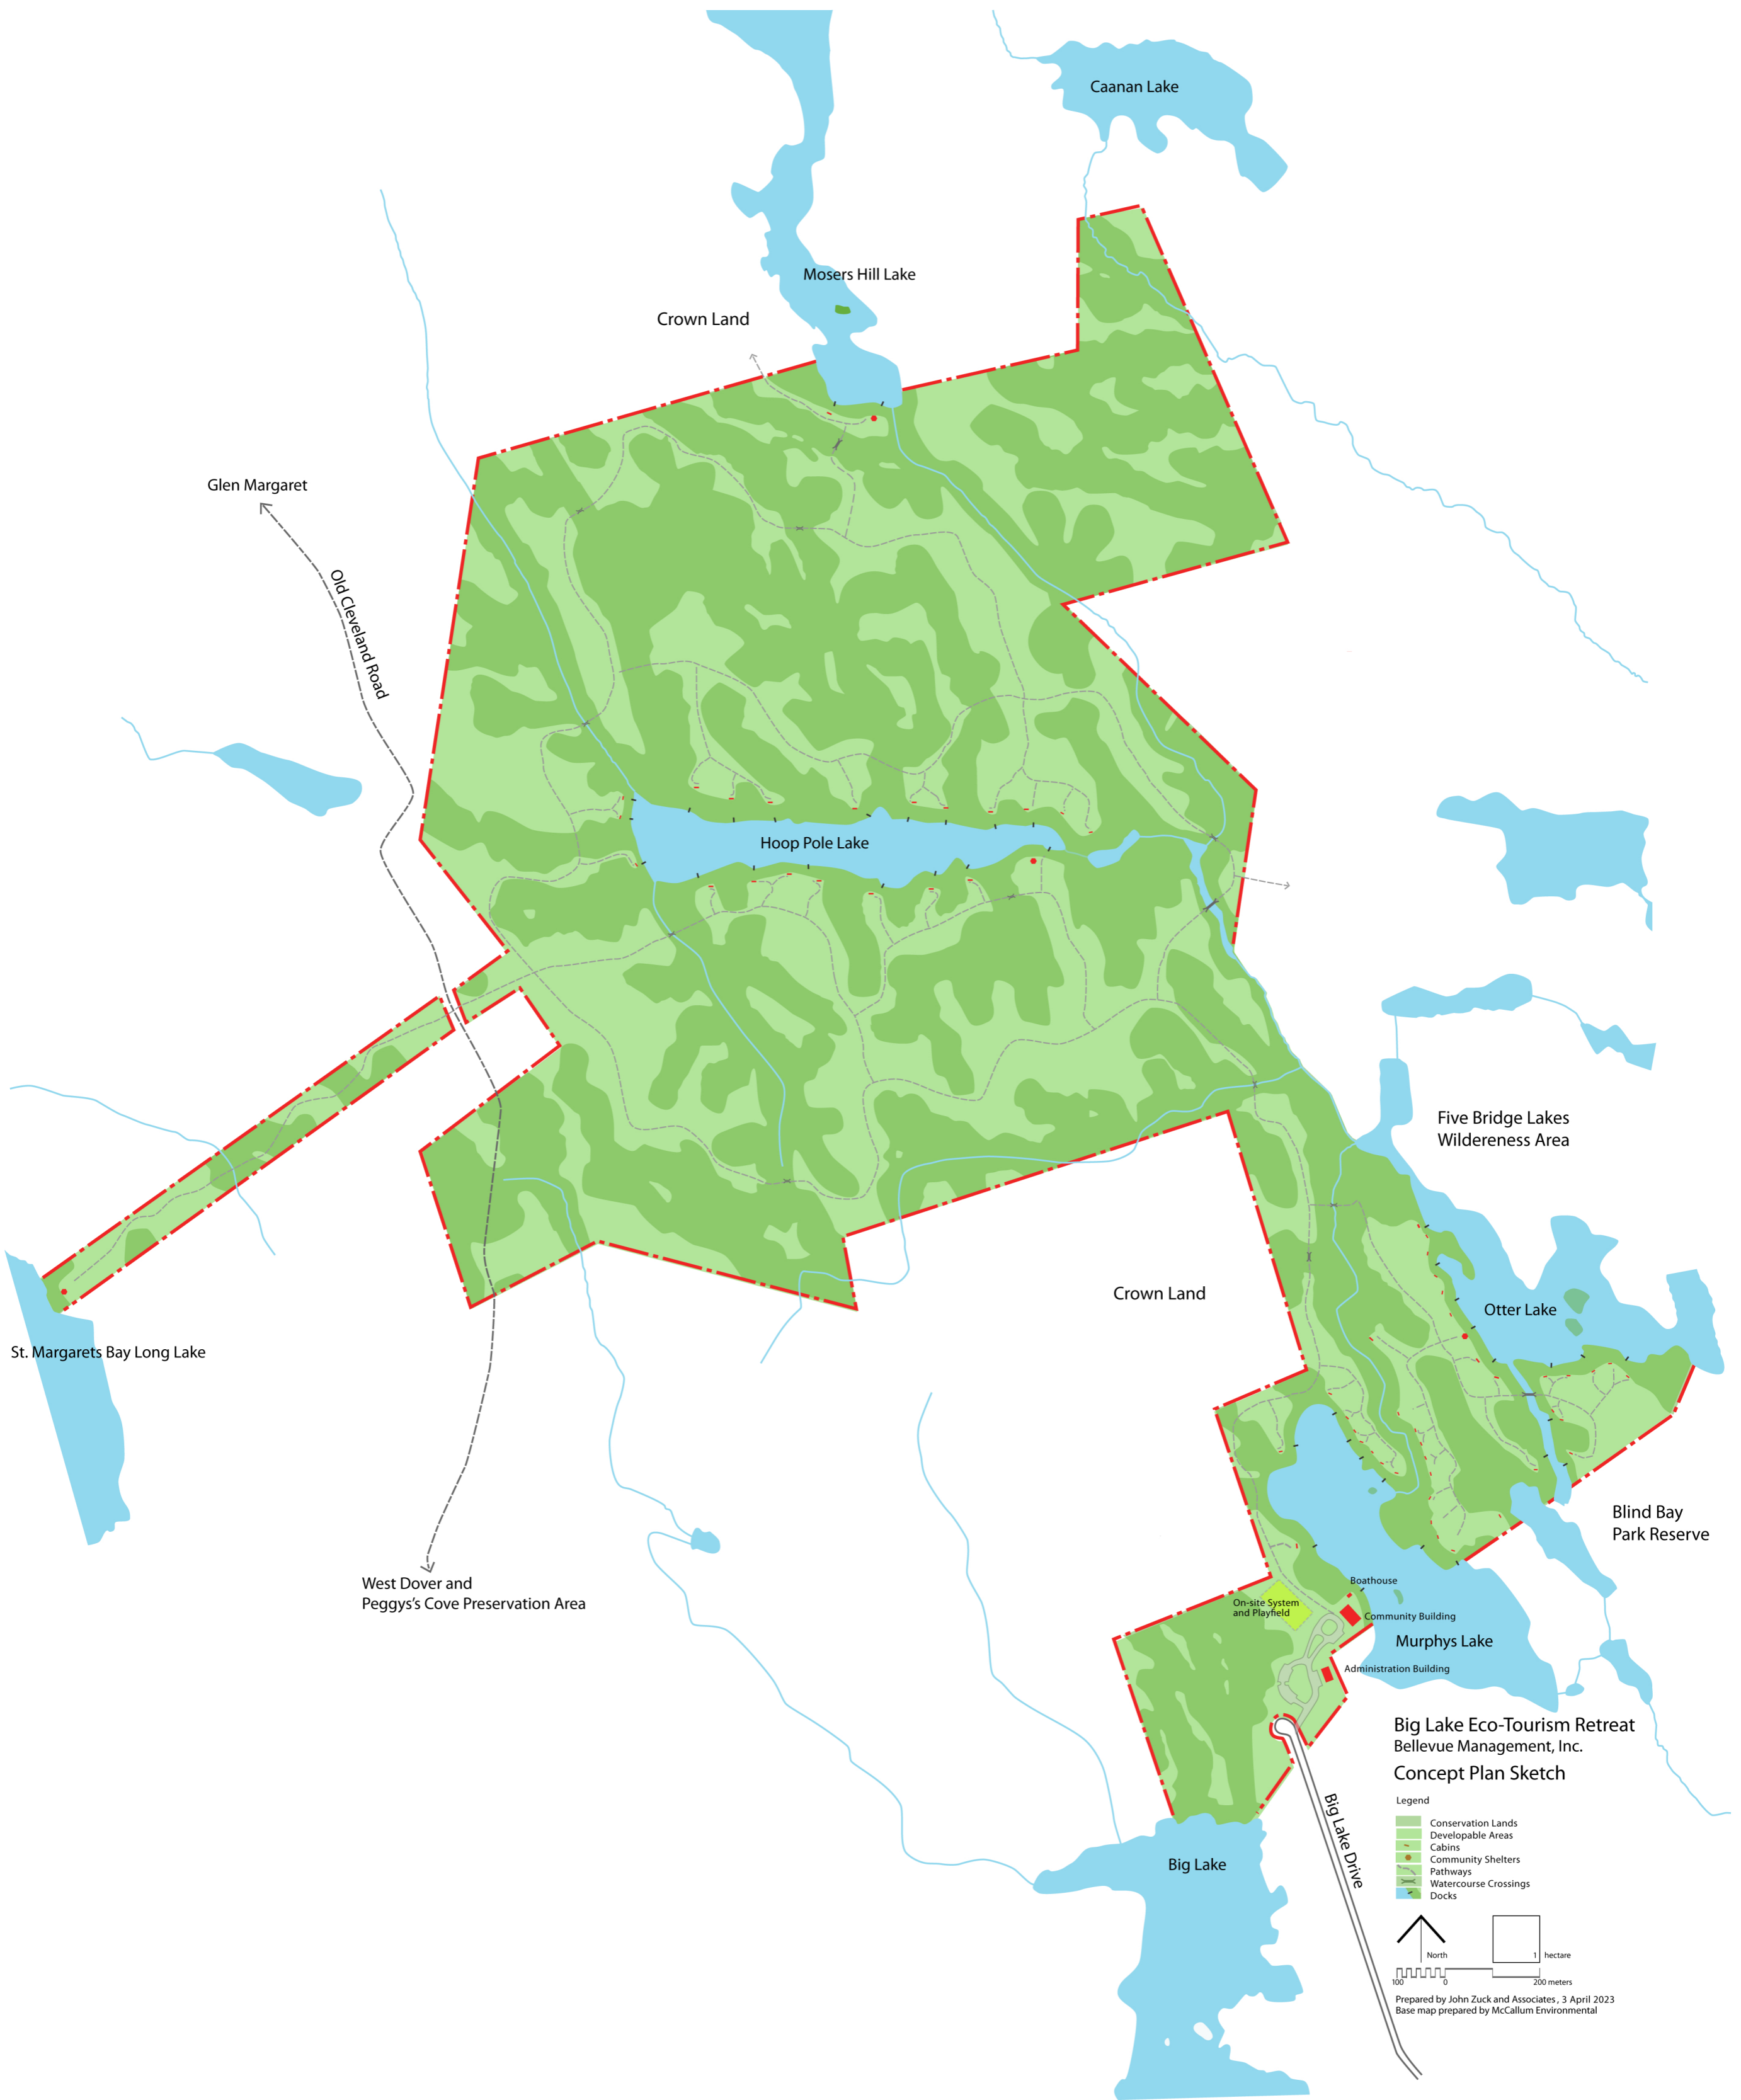 Caanan Lake
Mosers Hill Lake
Crown Land
Glen Margaret
Old Cleveland Road
Hoop Pole Lake
Five Bridge Lakes
Wildereness Area
Crown Land
Otter Lake
St. Margarets Bay Long Lake
Blind Bay
Park Reserve
West Dover and
Peggys's Cove Preservation Area
Boathouse
On-site System
and Playfield
Community Building
Murphys Lake
Administration Building
Big Lake Eco-Tourism Retreat
Bellevue Management, Inc.
Concept Plan Sketch
Legend
Conservation Lands
Developable Areas
Cabins
Community Shelters
Pathways
Watercourse Crossings
Docks
Big Lake Drive
Big Lake
North
1 hectare
100 0 200 meters
Prepared by John Zuck and Associates, 3 April 2023
Base map prepared by McCallum Environmental